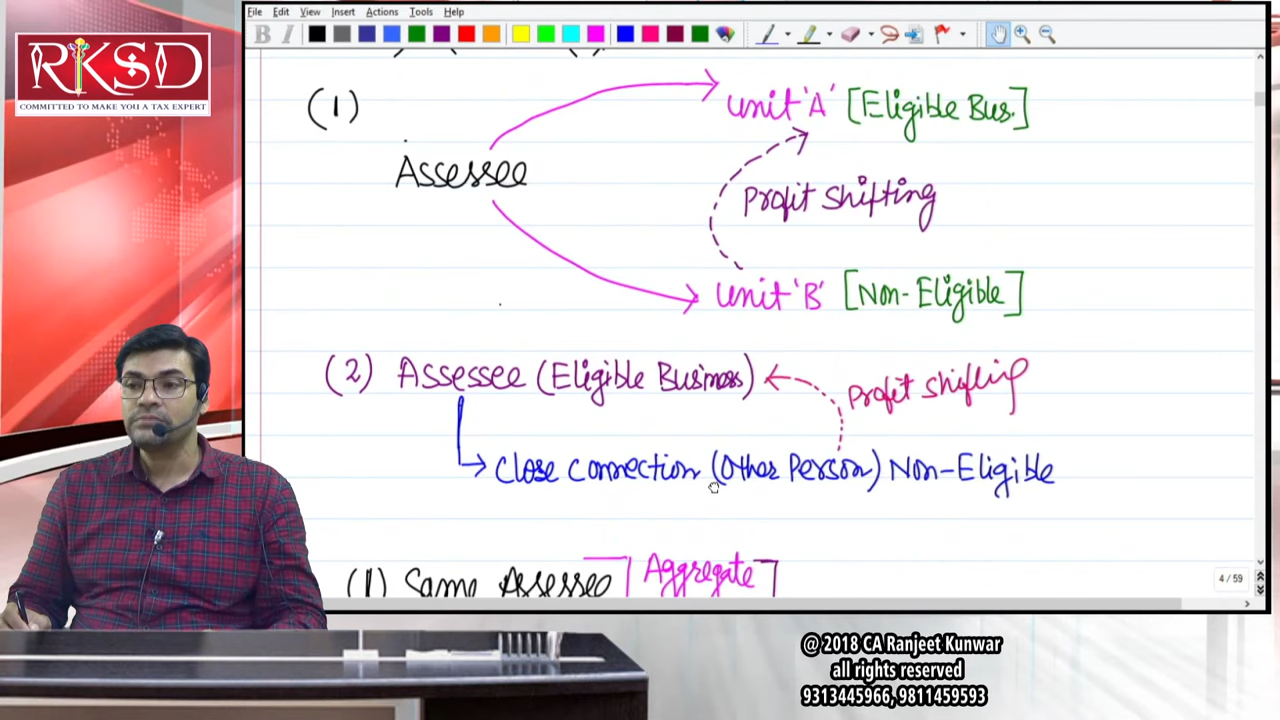 File Edit View Insert Actions Tools Help
B I
RKSD
COMMITTED TO MAKE YOU A TAX EXPERT
(1)
Unit 'A' [Eligible Bus.]
Assessee
Profit Shifting
Unit 'B' [Non-Eligible]
(2) Assessee (Eligible Business)
Profit Shifting
Close Connection (Other Person) Non-Eligible
(1) Same Assessee
Aggregate
4 / 59
@ 2018 CA Ranjeet Kunwar
all rights reserved
9313445966, 9811459593